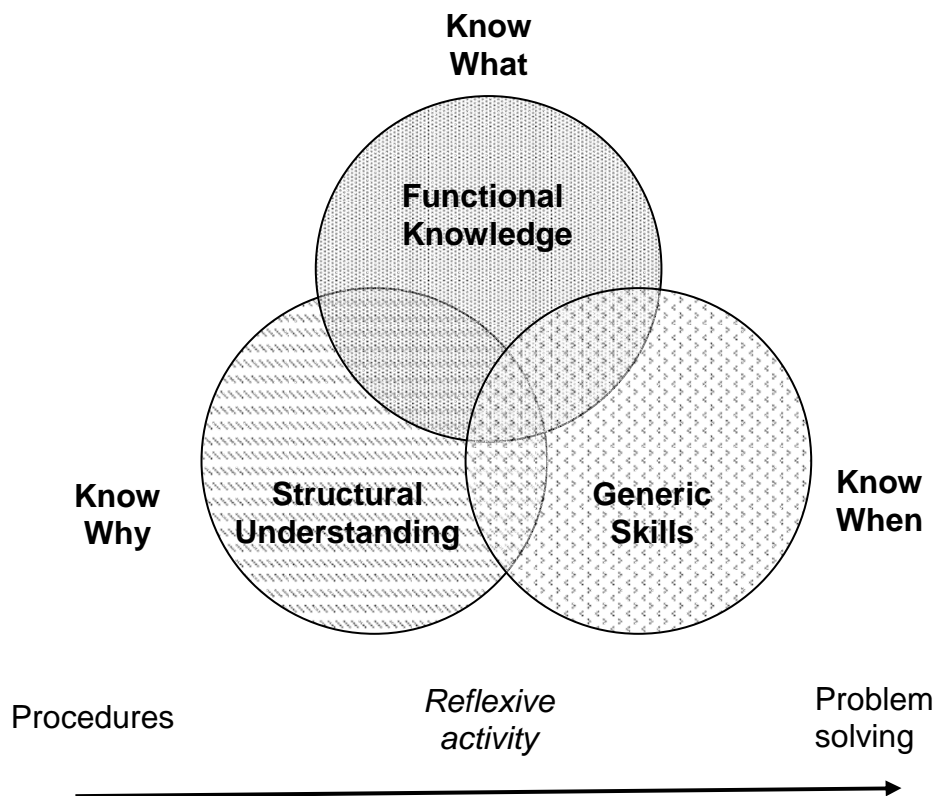 Know
What
Functional
Knowledge
Know
Why
Structural
Understanding
Generic
Skills
Know
When
Procedures
Reflexive
activity
Problem
solving